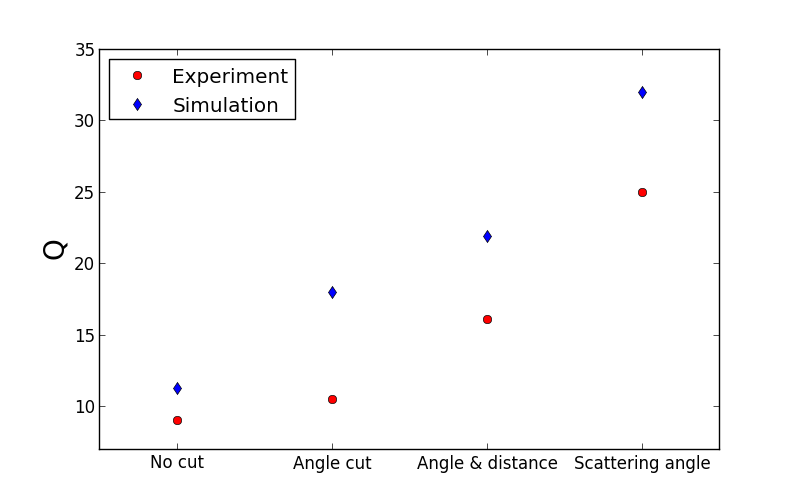 Experiment
Simulation
Q
35
30
25
20
15
10
No cut
Angle cut
Angle & distance
Scattering angle